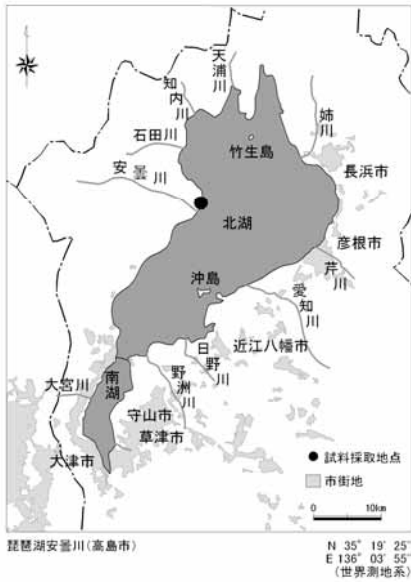 天浦川
知内川
石田川
安曇川
姉川
竹生島
長浜市
北湖
彦根市
芹川
沖島
愛知川
近江八幡市
日野川
野洲川
大宮川
南湖
守山市
草津市
大津市
試料採取地点
市街地
0 10km
琵琶湖安曇川(高島市)
N 35° 19′ 25″
E 136° 03′ 55″
(世界測地系)